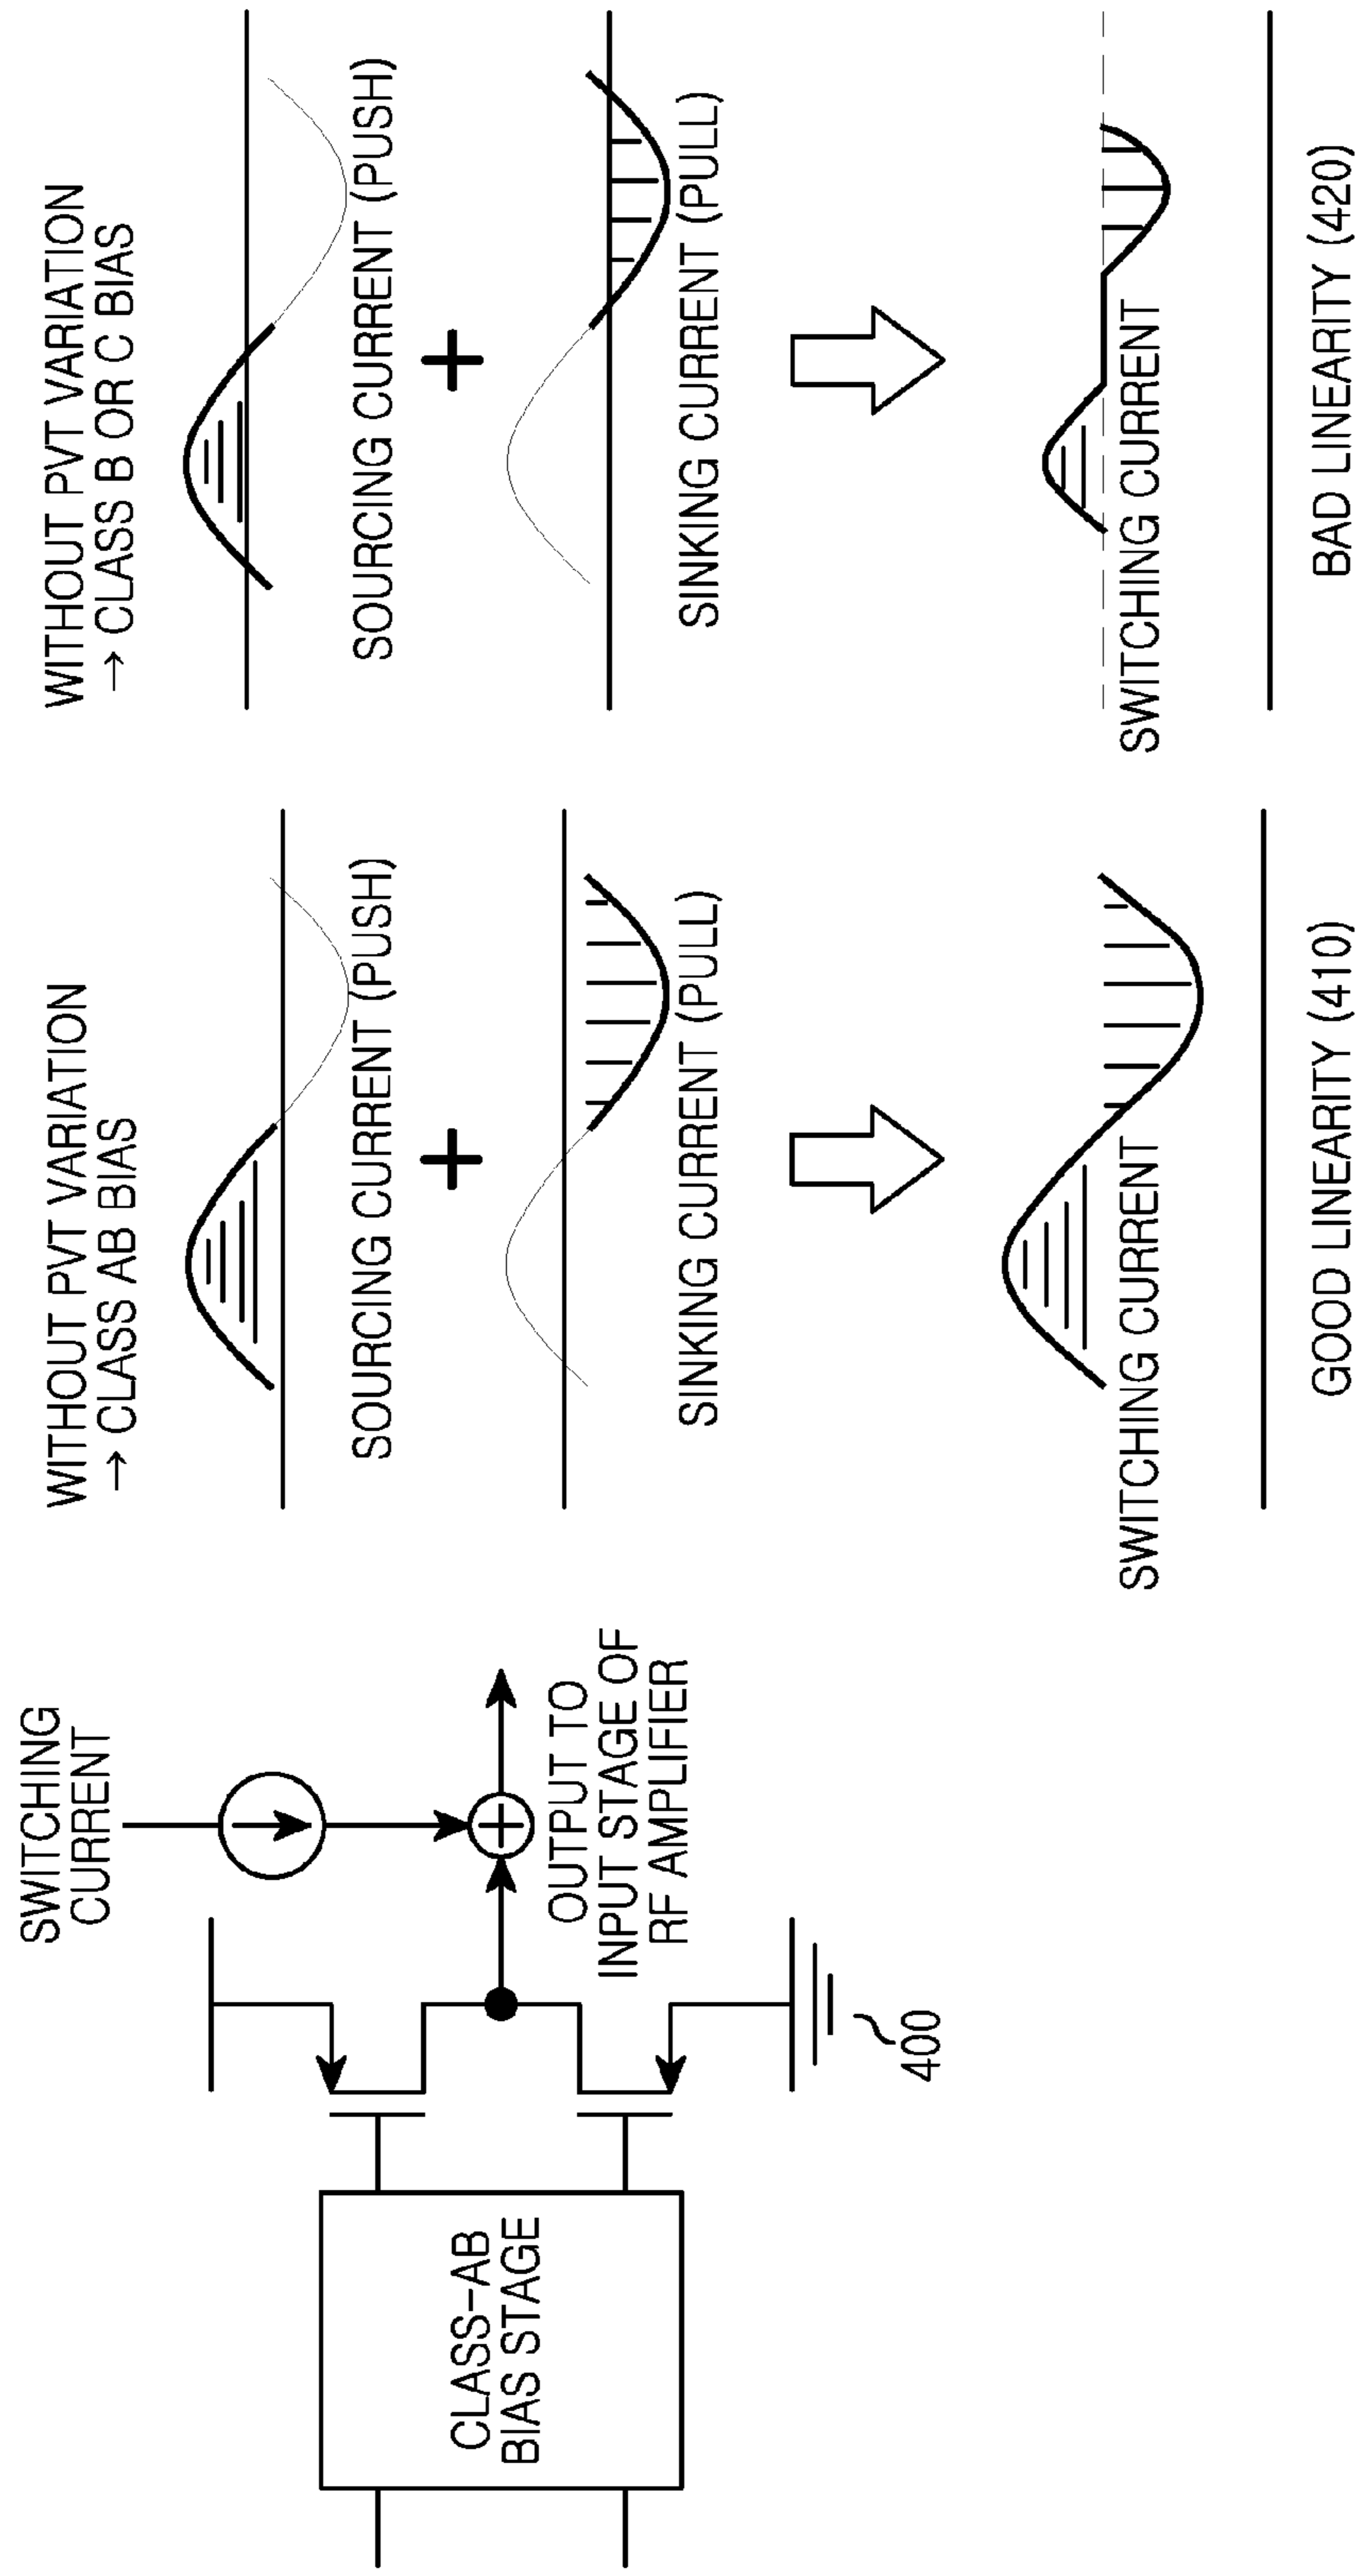 SWITCHING
CURRENT
CLASS-AB
BIAS STAGE
OUTPUT TO
INPUT STAGE OF
RF AMPLIFIER
400
WITHOUT PVT VARIATION
→ CLASS AB BIAS
SOURCING CURRENT (PUSH)
+
SINKING CURRENT (PULL)
SWITCHING CURRENT
GOOD LINEARITY (410)
WITHOUT PVT VARIATION
→ CLASS B OR C BIAS
SOURCING CURRENT (PUSH)
+
SINKING CURRENT (PULL)
SWITCHING CURRENT
BAD LINEARITY (420)